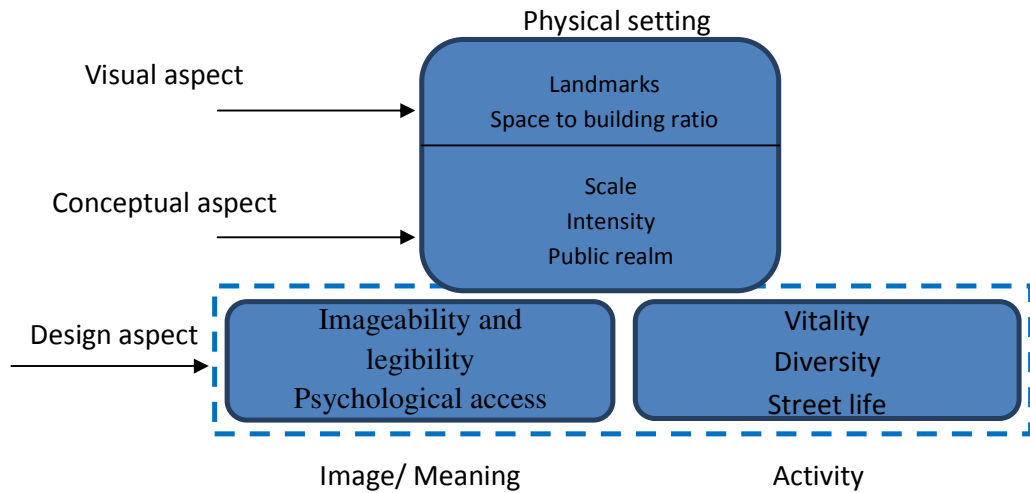 Physical setting
Visual aspect
Landmarks
Space to building ratio
Conceptual aspect
Scale
Intensity
Public realm
Design aspect
Imageability and
legibility
Psychological access
Vitality
Diversity
Street life
Image/ Meaning
Activity